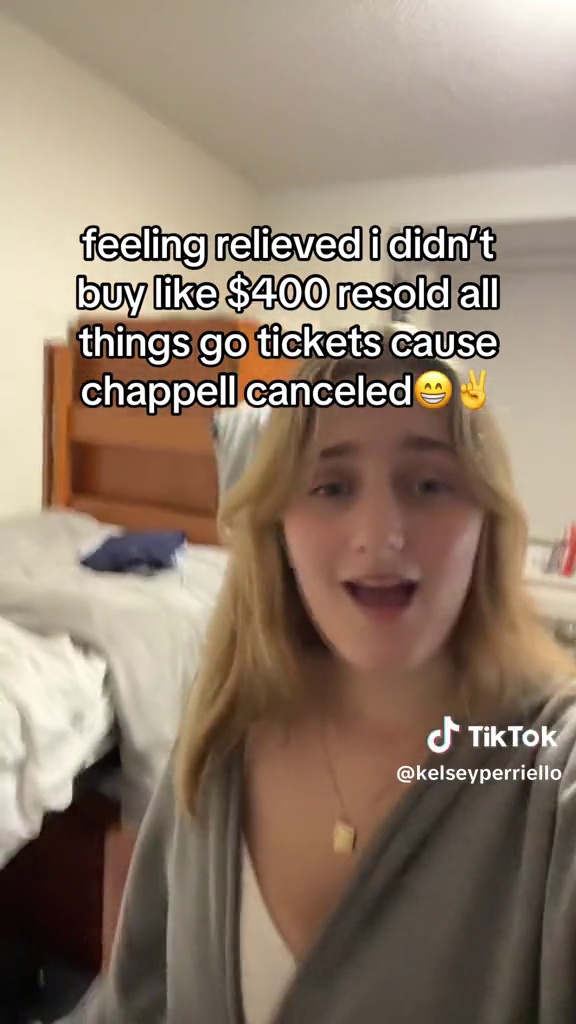 feeling relieved i didn’t
buy like $400 resold all
things go tickets cause
chappell canceled😁✌️
TikTok
@kelseyperriello